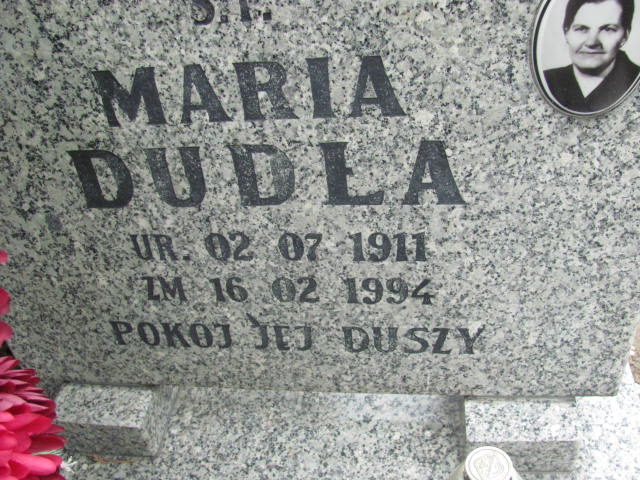 Ś.P.
MARIA
DUDŁA
UR. 02 07 1911
ZM 16 02 1994
POKOJ JEJ DUSZY